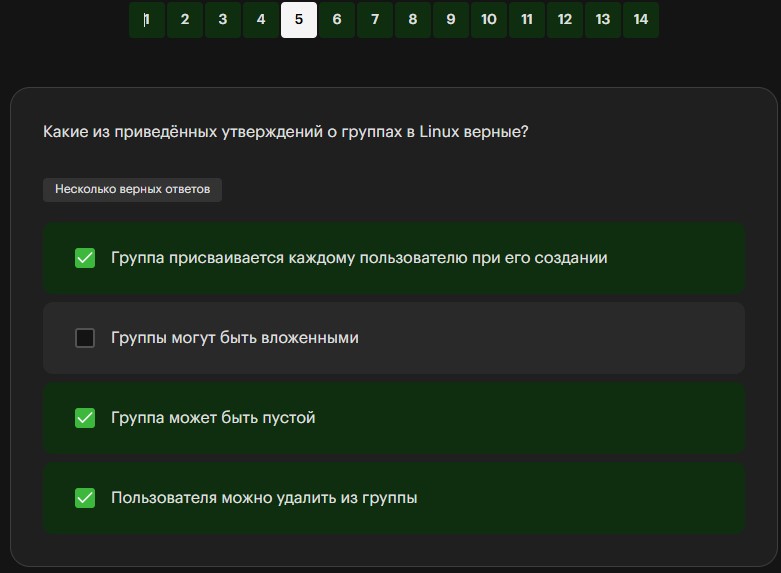 1 2 3 4 5 6 7 8 9 10 11 12 13 14
Какие из приведённых утверждений о группах в Linux верные?
Несколько верных ответов
Группа присваивается каждому пользователю при его создании
Группы могут быть вложенными
Группа может быть пустой
Пользователя можно удалить из группы